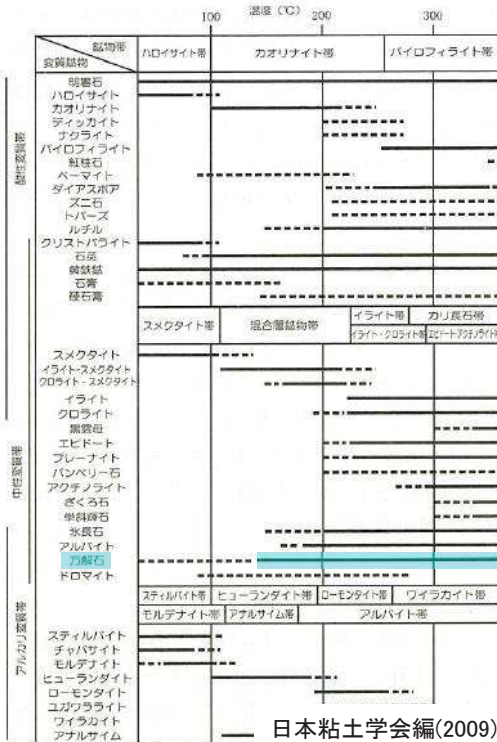 温度 (℃)
100 200 300
鉱物帯
変質鉱物
ハロイサイト帯 カオリナイト帯 パイロフィライト帯
酸性変質帯
明礬石
ハロイサイト
カオリナイト
ディッカイト
ナクライト
パイロフィライト
紅柱石
ベーマイト
ダイアスポア
ズニ石
トパーズ
ルチル
クリストバライト
石英
黄鉄鉱
石膏
硬石膏
中性変質帯
スメクタイト帯 混合層鉱物帯 イライト帯 カリ長石帯
イライト・クロライト帯 エピドートアクチノライト帯
スメクタイト
イライト-スメクタイト
クロライト-スメクタイト
イライト
クロライト
黒雲母
エピドート
プレーナイト
パンペリー石
アクチノライト
ざくろ石
単斜輝石
氷長石
アルバイト
方解石
ドロマイト
アルカリ変質帯
スティルバイト帯 ヒューランダイト帯 ローモンタイト帯 ワイラカイト帯
モルデナイト帯 アナルサイム帯 アルバイト帯
スティルバイト
チャバサイト
モルデナイト
ヒューランダイト
ローモンタイト
ユガワラライト
ワイラカイト
アナルサイム
日本粘土学会編(2009)